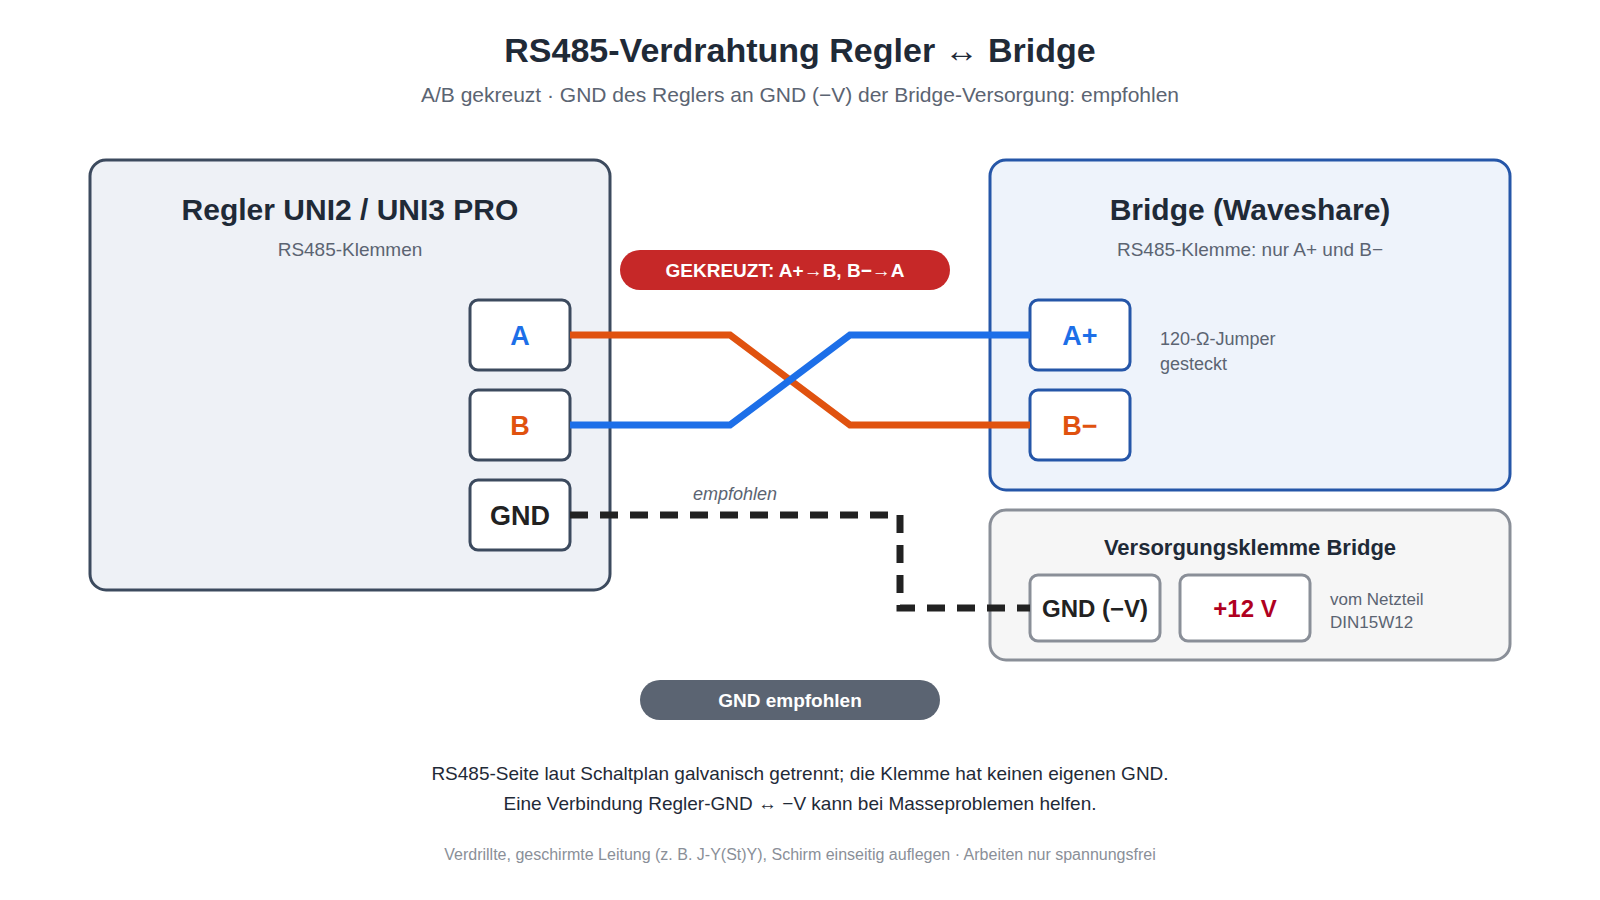 RS485-Verdrahtung Regler ↔ Bridge
A/B gekreuzt · GND des Reglers an GND (−V) der Bridge-Versorgung: empfohlen
Regler UNI2 / UNI3 PRO
RS485-Klemmen
Bridge (Waveshare)
RS485-Klemme: nur A+ und B−
GEKREUZT: A+→B, B−→A
A
A+
120-Ω-Jumper
gesteckt
B
B−
GND
empfohlen
Versorgungsklemme Bridge
GND (−V)
+12 V
vom Netzteil
DIN15W12
GND empfohlen
RS485-Seite laut Schaltplan galvanisch getrennt; die Klemme hat keinen eigenen GND.
Eine Verbindung Regler-GND ↔ −V kann bei Masseproblemen helfen.
Verdrillte, geschirmte Leitung (z. B. J-Y(St)Y), Schirm einseitig auflegen · Arbeiten nur spannungsfrei